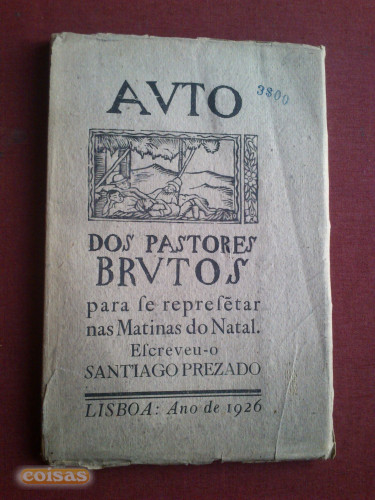 AVTO
3$00
DOS PASTORES
BRVTOS
para ſe repreſẽtar
nas Matinas do Natal.
Eſcreveu-o
SANTIAGO PREZADO
LISBOA: Ano de 1926
coisas